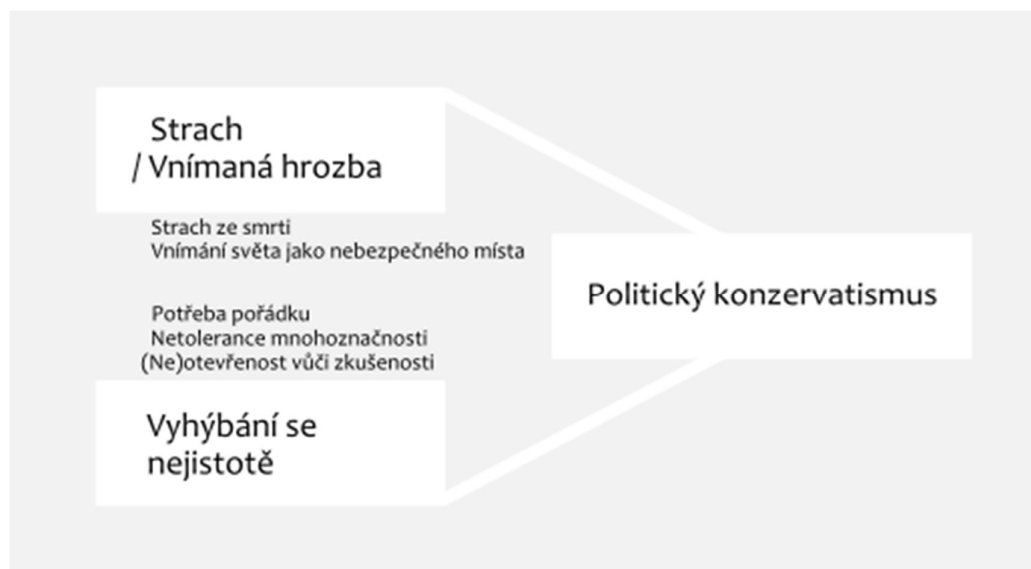 Strach
/ Vnímaná hrozba
Strach ze smrti
Vnímání světa jako nebezpečného místa
Potřeba pořádku
Netolerance mnohoznačnosti
(Ne)otevřenost vůči zkušenosti
Vyhýbání se
nejistotě
Politický konzervatismus